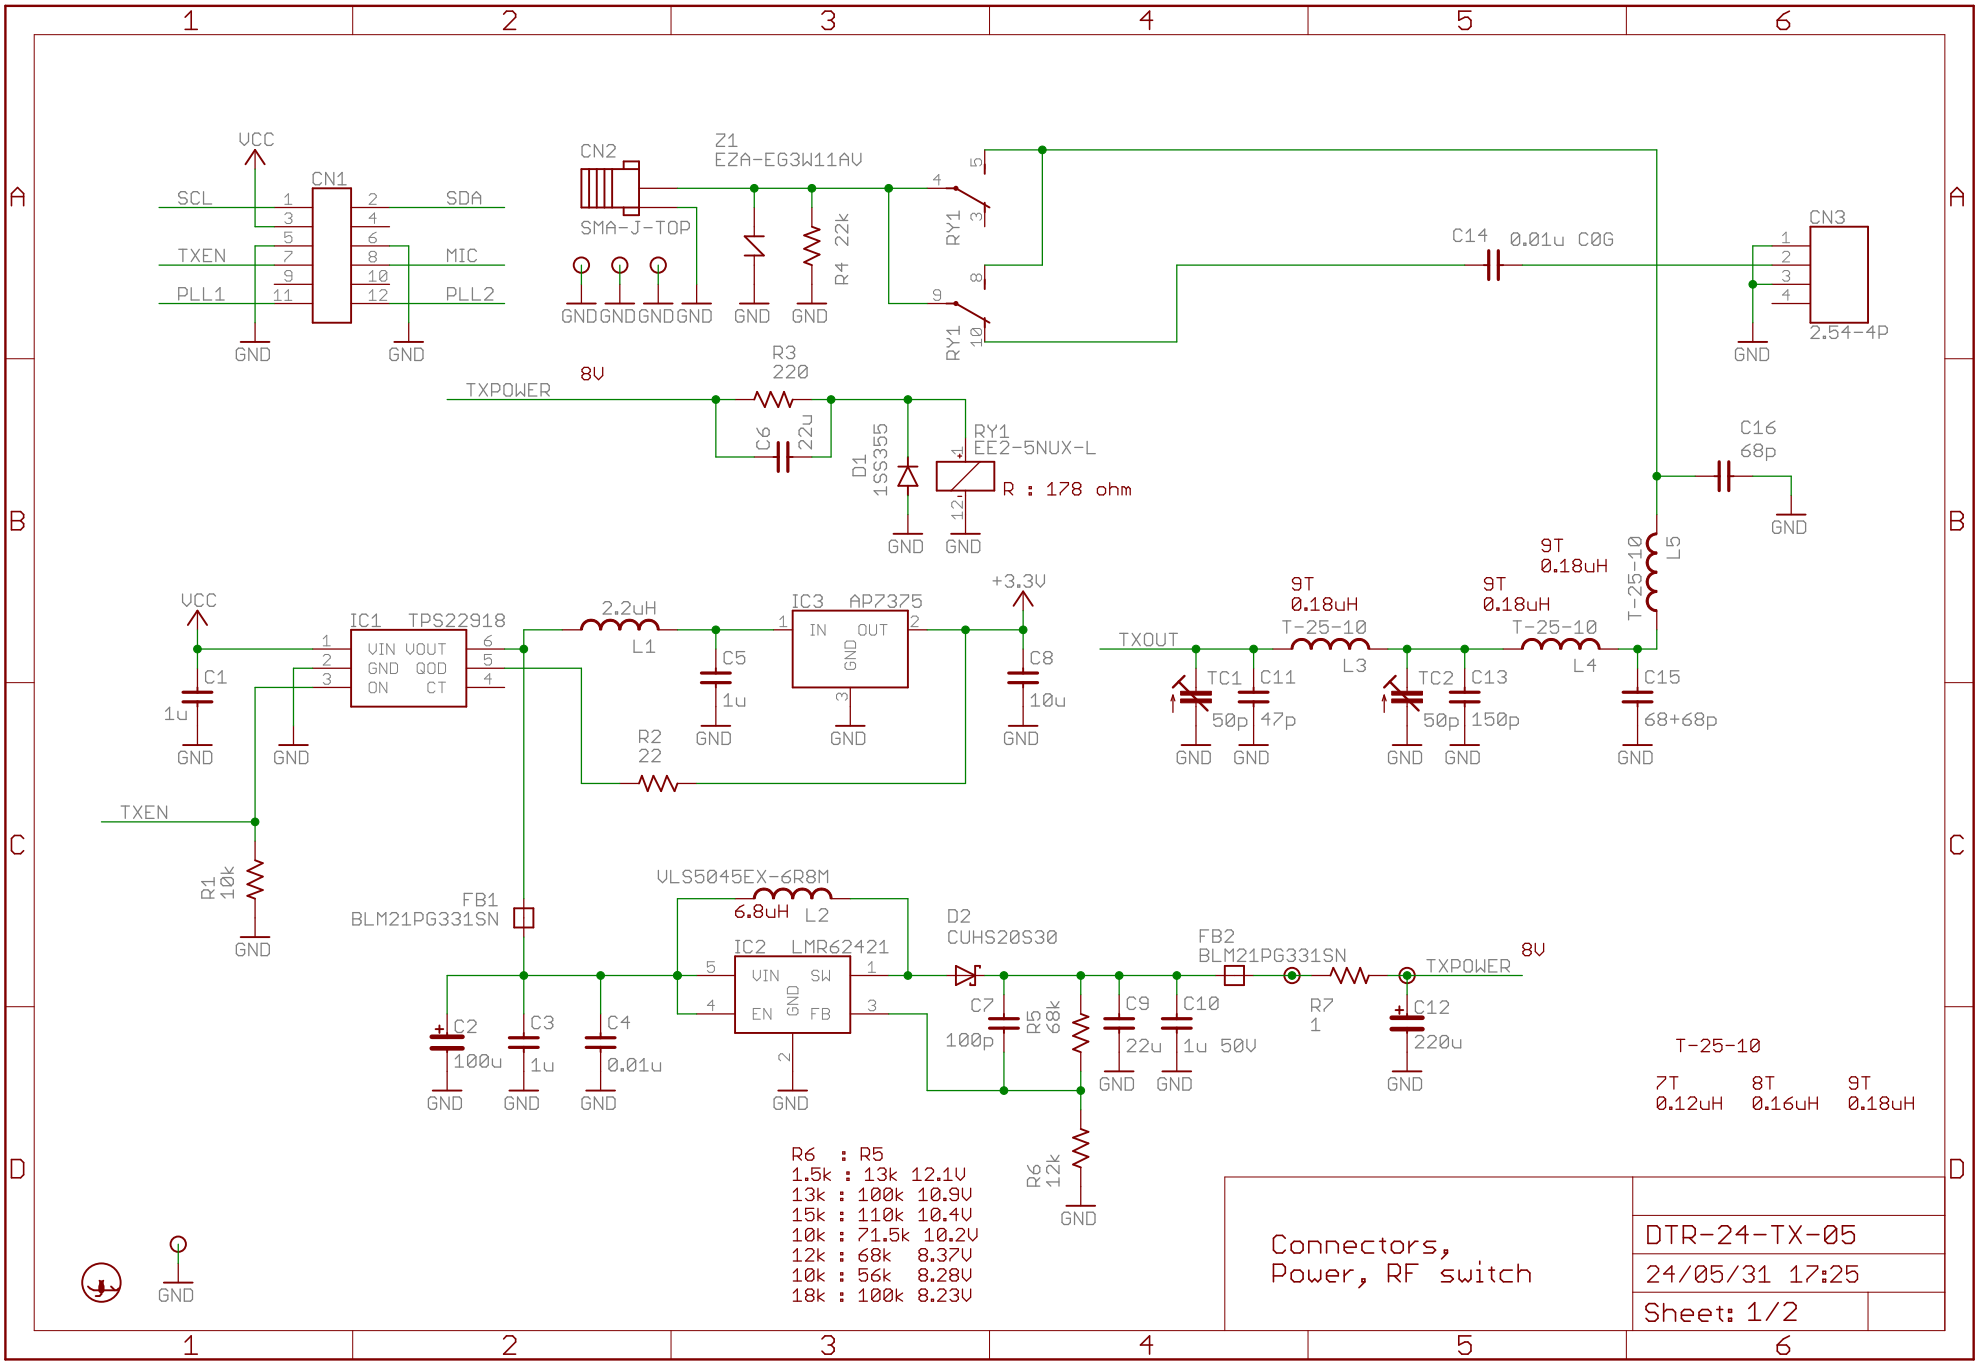 1 2 3 4 5 6
A
A
VCC
CN1
SCL 1 2 SDA
3 4
5 6
TXEN 7 8 MIC
9 10
PLL1 11 12 PLL2
GND GND
CN2
SMA-J-TOP
GND GND GND GND
Z1
EZA-EG3W11AV
GND
R4 22k
GND
4 5 3
RY1
9 8 10
RY1
C14 0.01u C0G
CN3
1
2
3
4
2.54-4P
GND
B
B
TXPOWER
8V
R3
220
C6 22u
D1
1SS355
GND
RY1
EE2-5NUX-L
1 +
R : 178 ohm
12 -
GND
C16
68p
GND
VCC
C1
1u
GND
IC1 TPS22918
1 VIN VOUT 6
2 GND QOD 5
3 ON CT 4
GND
2.2uH
L1
C5
1u
GND
IC3 AP7375
1 IN OUT 2
GND
3
GND
+3.3V
C8
10u
GND
R2
22
TXOUT
TC1
50p
GND
C11
47p
GND
9T
0.18uH
T-25-10
L3
TC2
50p
GND
C13
150p
GND
9T
0.18uH
T-25-10
L4
9T
0.18uH
T-25-10
L5
C15
68+68p
GND
C
C
TXEN
R1
10k
GND
FB1
BLM21PG331SN
VLS5045EX-6R8M
6.8uH L2
IC2 LMR62421
5 VIN SW 1
4 EN GND FB 3
2
GND
C2
100u
GND
C3
1u
GND
C4
0.01u
GND
D2
CUHS20S30
C7
100p
R5
68k
C9
22u
GND
C10
1u 50V
GND
FB2
BLM21PG331SN
R7
1
TXPOWER
8V
C12
+
220u
GND
R6
12k
GND
T-25-10
7T 8T 9T
0.12uH 0.16uH 0.18uH
D
D
R6 : R5
1.5k : 13k 12.1V
13k : 100k 10.9V
15k : 110k 10.4V
10k : 71.5k 10.2V
12k : 68k 8.37V
10k : 56k 8.28V
18k : 100k 8.23V
GND
Connectors,
Power, RF switch
DTR-24-TX-05
24/05/31 17:25
Sheet: 1/2
1 2 3 4 5 6